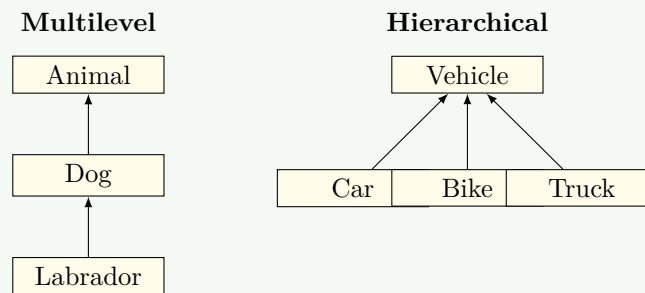 Multilevel
Animal
Dog
Labrador
Hierarchical
Vehicle
Car Bike Truck